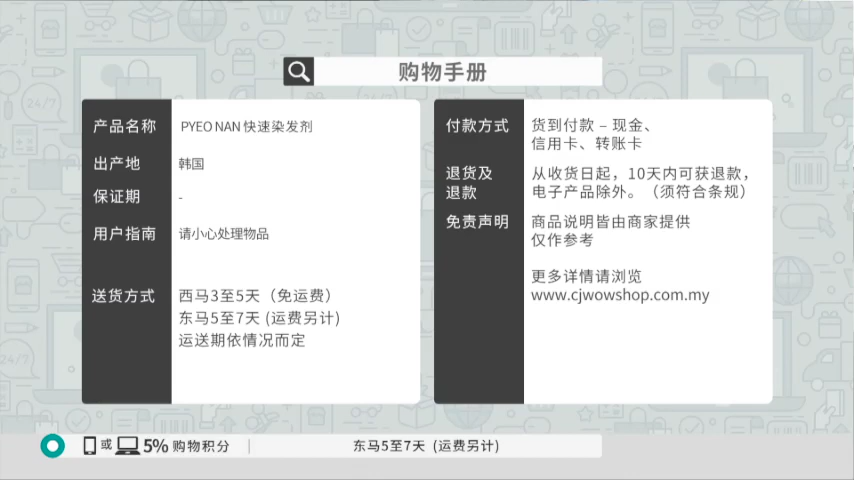 购物手册
产品名称 PYEO NAN 快速染发剂
出产地 韩国
保证期 -
用户指南 请小心处理物品
送货方式 西马3至5天（免运费）
东马5至7天 (运费另计)
运送期依情况而定
付款方式 货到付款 – 现金、
信用卡、转账卡
退货及 从收货日起，10天内可获退款，
退款 电子产品除外。（须符合条规）
免责声明 商品说明皆由商家提供
仅作参考
更多详情请浏览
www.cjwowshop.com.my
或 5% 购物积分 | 东马5至7天 (运费另计)
24/7
24/7